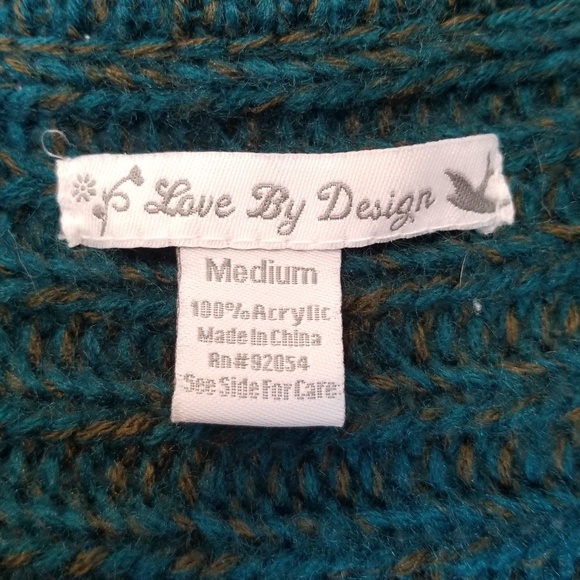 Love By Design
Medium
100% Acrylic
Made In China
Rn#92054
See Side For Care